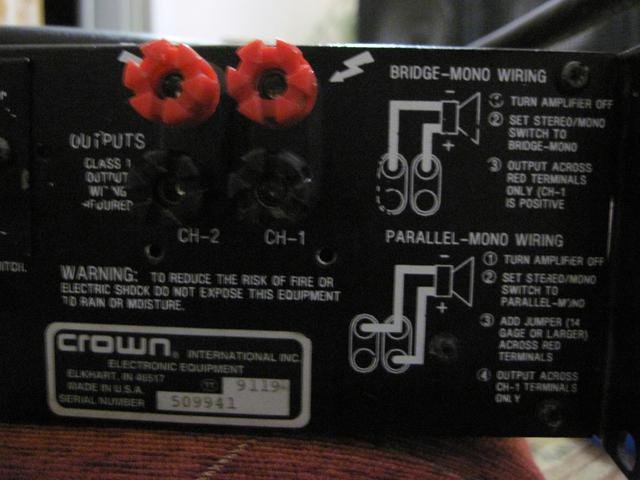 OUTPUTS
CLASS 1
OUTPUT
WIRING
REQUIRED
CH-2 CH-1
WARNING: TO REDUCE THE RISK OF FIRE OR
ELECTRIC SHOCK DO NOT EXPOSE THIS EQUIPMENT
TO RAIN OR MOISTURE.
crown® INTERNATIONAL INC.
ELECTRONIC EQUIPMENT
ELKHART, IN 46517
MADE IN U.S.A. 9119-
SERIAL NUMBER 509941
BRIDGE-MONO WIRING
- +
1 TURN AMPLIFIER OFF
2 SET STEREO/MONO
SWITCH TO
BRIDGE-MONO
3 OUTPUT ACROSS
RED TERMINALS
ONLY (CH-1
IS POSITIVE
PARALLEL-MONO WIRING
- +
1 TURN AMPLIFIER OFF
2 SET STEREO/MONO
SWITCH TO
PARALLEL-MONO
3 ADD JUMPER (14
GAGE OR LARGER)
ACROSS RED
TERMINALS
4 OUTPUT ACROSS
CH-1 TERMINALS
ONLY